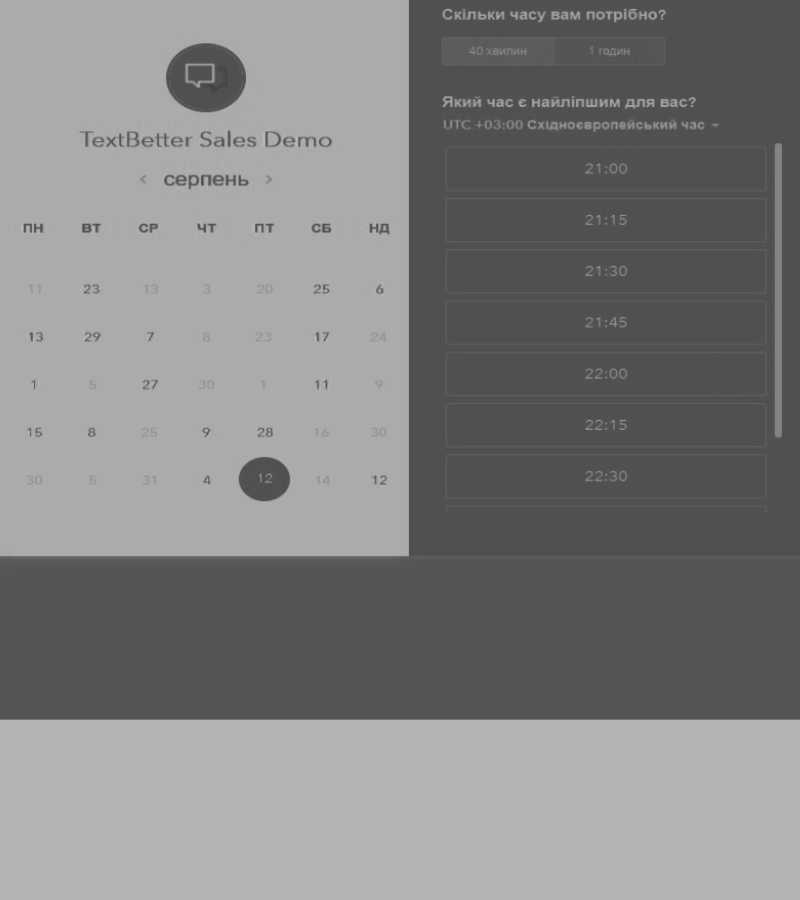 TextBetter Sales Demo
< серпень >
ПН ВТ СР ЧТ ПТ СБ НД
11 23 13 3 20 25 6
13 29 7 8 23 17 24
1 5 27 30 1 11 9
15 8 25 9 28 16 30
30 5 31 4 12 14 12
Скільки часу вам потрібно?
40 хвилин 1 годин
Який час є найліпшим для вас?
UTC +03:00 Східноєвропейський час
21:00
21:15
21:30
21:45
22:00
22:15
22:30